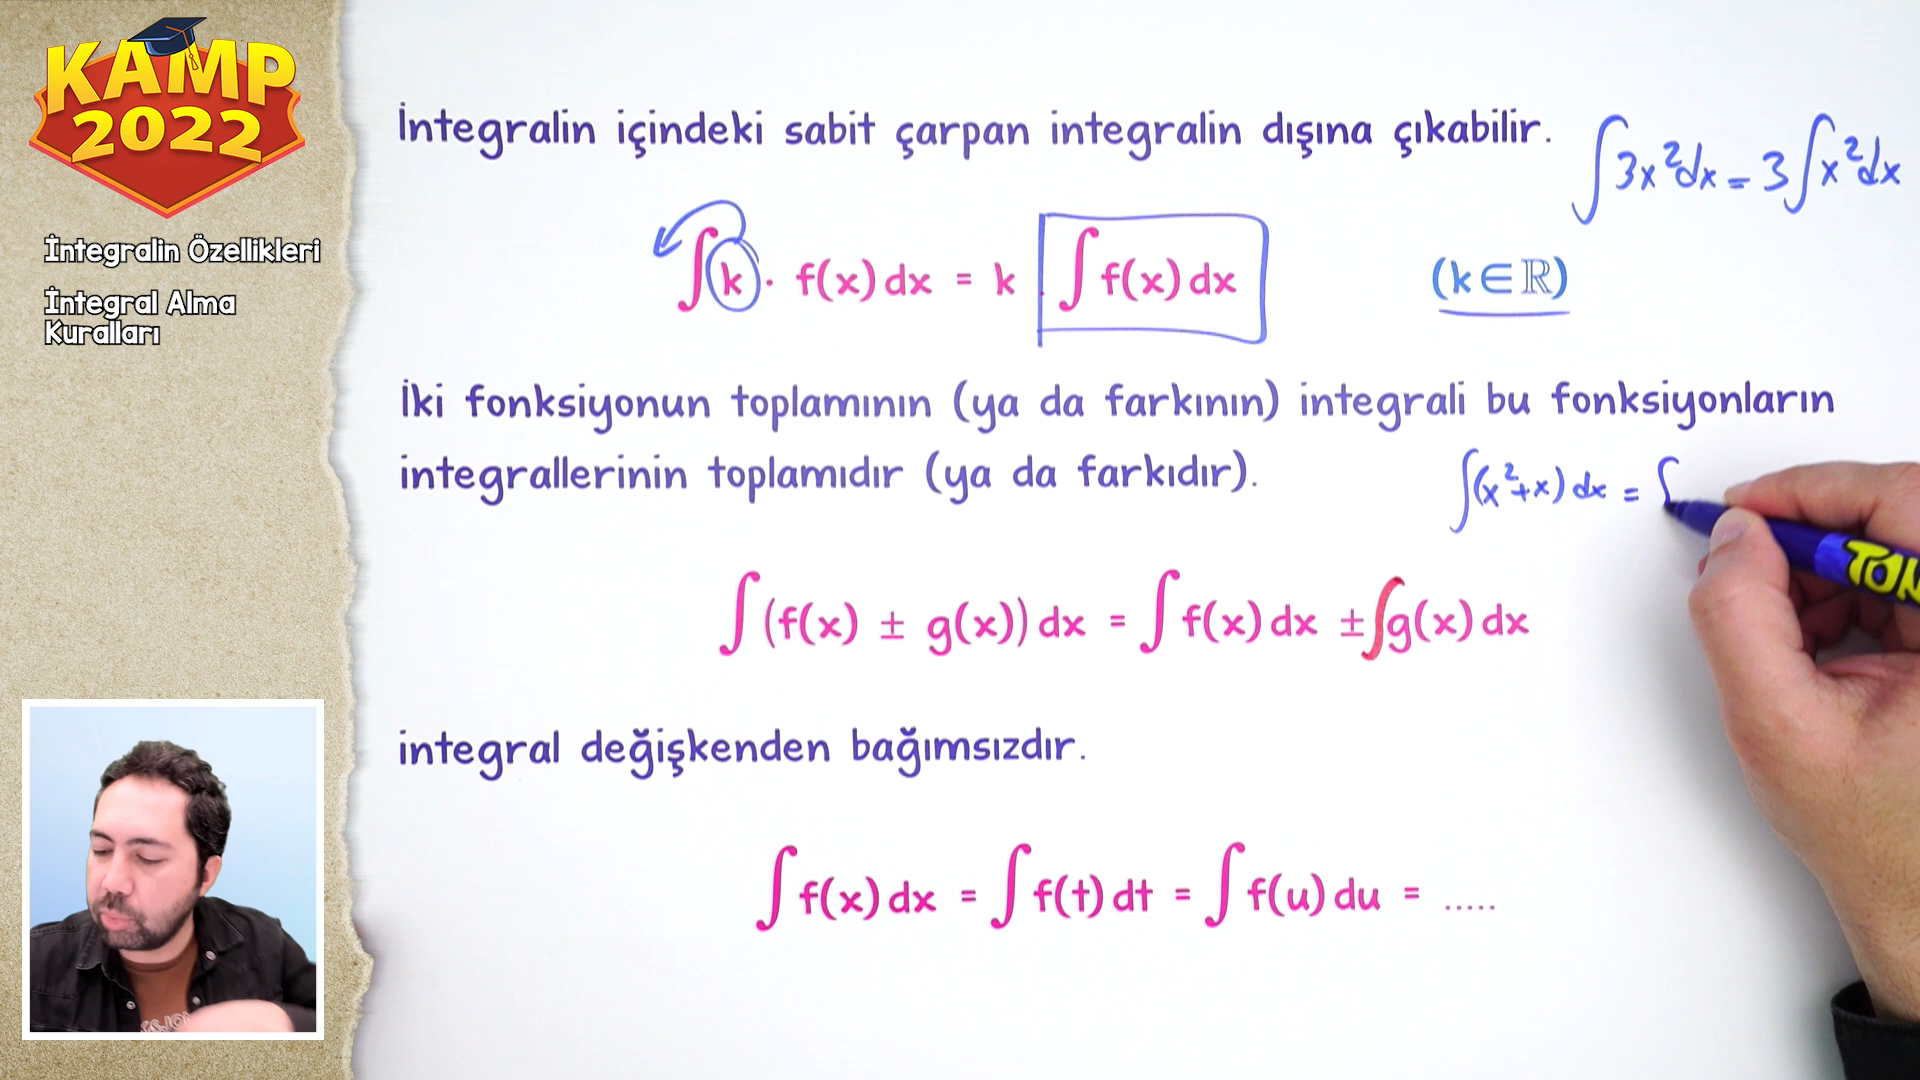 KAMP
2022
İntegralin Özellikleri
İntegral Alma
Kuralları
İntegralin içindeki sabit çarpan integralin dışına çıkabilir.
∫3x²dx = 3∫x²dx
∫k · f(x) dx = k · ∫f(x) dx (k ∈ ℝ)
İki fonksiyonun toplamının (ya da farkının) integrali bu fonksiyonların
integrallerinin toplamıdır (ya da farkıdır).
∫(x²+x) dx = ∫
∫(f(x) ± g(x)) dx = ∫f(x) dx ± ∫g(x) dx
integral değişkenden bağımsızdır.
∫f(x) dx = ∫f(t) dt = ∫f(u) du = .....